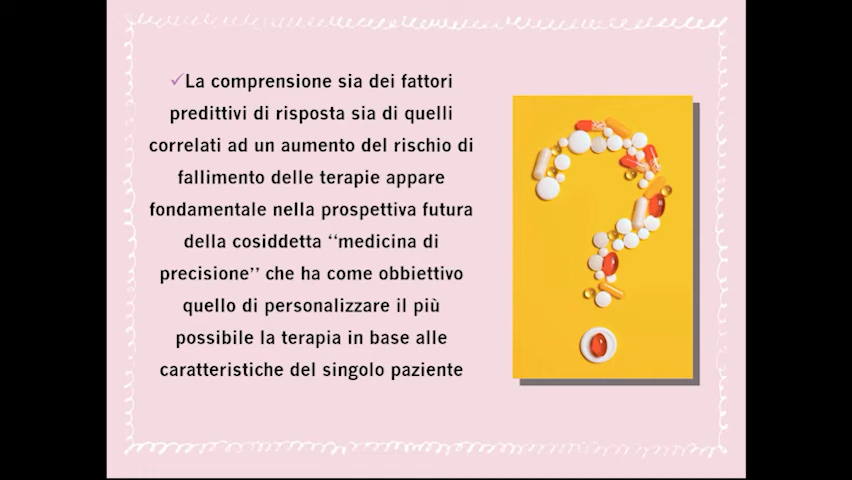 ✓La comprensione sia dei fattori
predittivi di risposta sia di quelli
correlati ad un aumento del rischio di
fallimento delle terapie appare
fondamentale nella prospettiva futura
della cosiddetta “medicina di
precisione” che ha come obbiettivo
quello di personalizzare il più
possibile la terapia in base alle
caratteristiche del singolo paziente